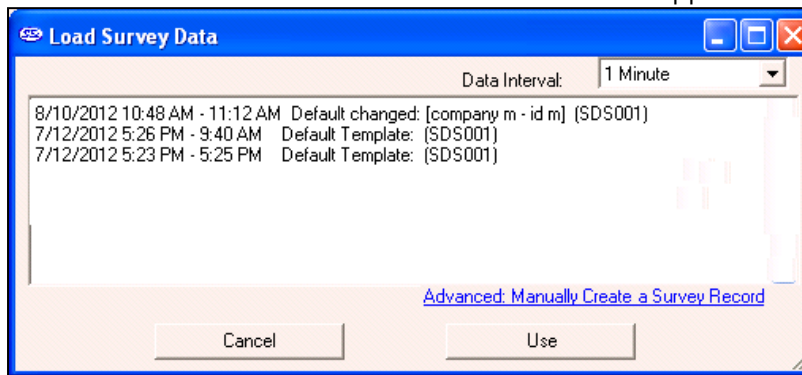 Load Survey Data
Data Interval: 1 Minute
8/10/2012 10:48 AM - 11:12 AM Default changed: [company m - id m] (SDS001)
7/12/2012 5:26 PM - 9:40 AM Default Template: (SDS001)
7/12/2012 5:23 PM - 5:25 PM Default Template: (SDS001)
Advanced: Manually Create a Survey Record
Cancel Use